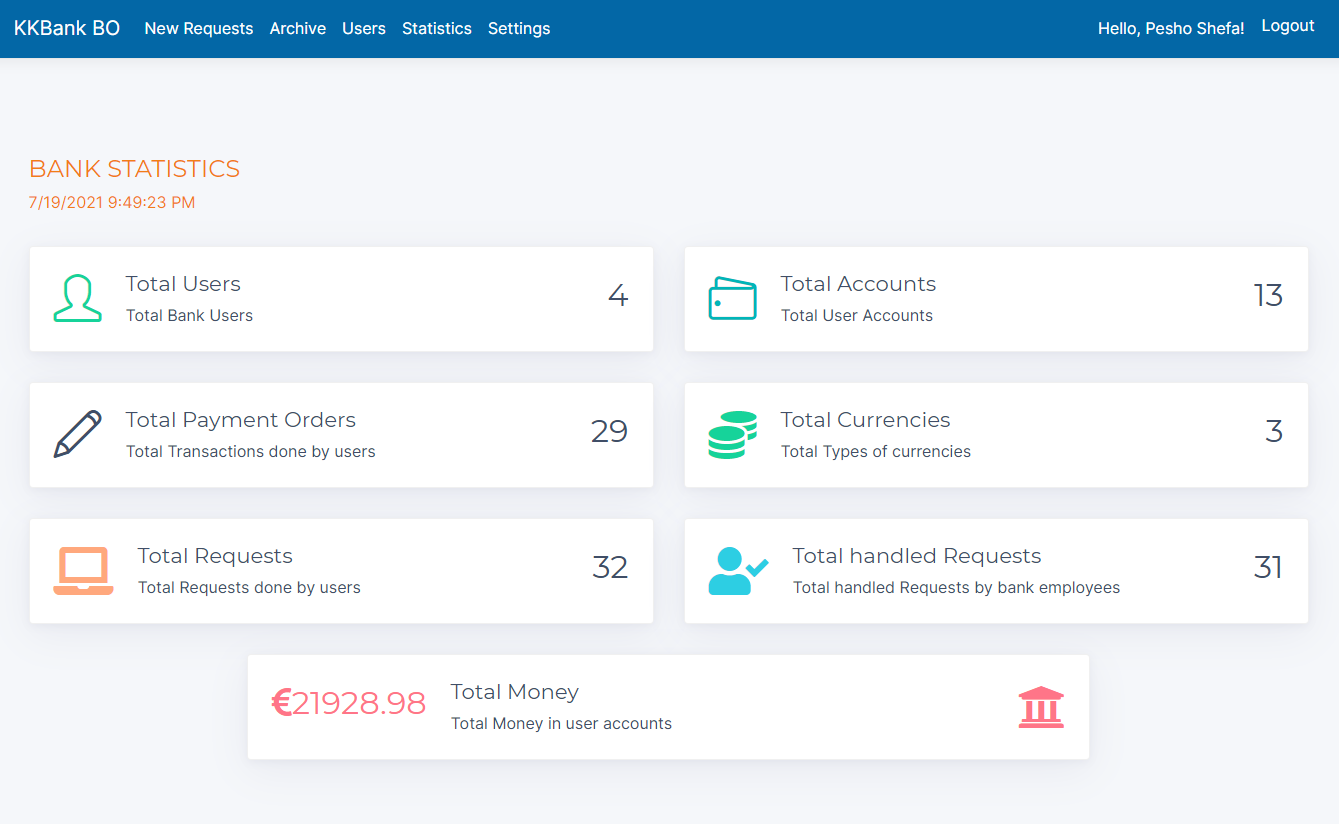 KKBank BO New Requests Archive Users Statistics Settings Hello, Pesho Shefa! Logout
BANK STATISTICS
7/19/2021 9:49:23 PM
Total Users
Total Bank Users
4
Total Accounts
Total User Accounts
13
Total Payment Orders
Total Transactions done by users
29
Total Currencies
Total Types of currencies
3
Total Requests
Total Requests done by users
32
Total handled Requests
Total handled Requests by bank employees
31
€21928.98
Total Money
Total Money in user accounts